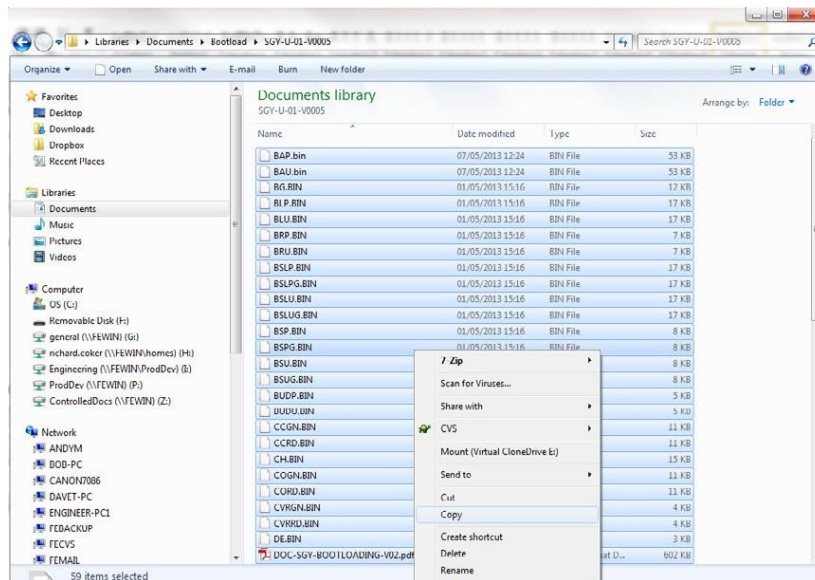 Libraries ▸ Documents ▸ Bootload ▸ SGY-U-01-V0005
Search SGY-U-01-V0005
Organize Open Share with E-mail Burn New folder
Favorites
Desktop
Downloads
Dropbox
Recent Places
Libraries
Documents
Music
Pictures
Videos
Computer
OS (C:)
Removable Disk (F:)
general (\\FEWIN) (G:)
richard.coker (\\FEWIN\homes) (H:)
Engineering (\\FEWIN\ProdDev)
ProdDev (\\FEWIN) (P:)
ControlledDocs (\\FEWIN) (Z:)
Network
ANDYM
BOB-PC
CANON7086
DAVET-PC
ENGINEER-PC1
FEBACKUP
FECVS
FEMAIL
Documents library
SGY-U-01-V0005
Arrange by: Folder
Name Date modified Type Size
BAP.bin 07/05/2013 12:24 BIN File 53 KB
BAU.bin 07/05/2013 12:24 BIN File 53 KB
BG.BIN 01/05/2013 15:16 BIN File 12 KB
BLP.BIN 01/05/2013 15:16 BIN File 17 KB
BLU.BIN 01/05/2013 15:16 BIN File 17 KB
BRP.BIN 01/05/2013 15:16 BIN File 7 KB
BRU.BIN 01/05/2013 15:16 BIN File 7 KB
BSLP.BIN 01/05/2013 15:16 BIN File 17 KB
BSLPG.BIN 01/05/2013 15:16 BIN File 17 KB
BSLU.BIN 01/05/2013 15:16 BIN File 17 KB
BSLUG.BIN 01/05/2013 15:16 BIN File 17 KB
BSP.BIN 01/05/2013 15:16 BIN File 8 KB
BSPG.BIN 01/05/2013 15:16 BIN File 8 KB
BSU.BIN 8 KB
BSUG.BIN 8 KB
BUDP.BIN 5 KB
BUDU.BIN 5 KB
CCGN.BIN 11 KB
CCRD.BIN 11 KB
CH.BIN 15 KB
COGN.BIN 11 KB
CORD.BIN 11 KB
CVRGN.BIN 4 KB
CVRRD.BIN 4 KB
DE.BIN 3 KB
DOC-SGY-BOOTLOADING-V02.pdf at D... 602 KB
7-Zip
Scan for Viruses...
Share with
CVS
Mount (Virtual CloneDrive E:)
Send to
Cut
Copy
Create shortcut
Delete
Rename
59 items selected